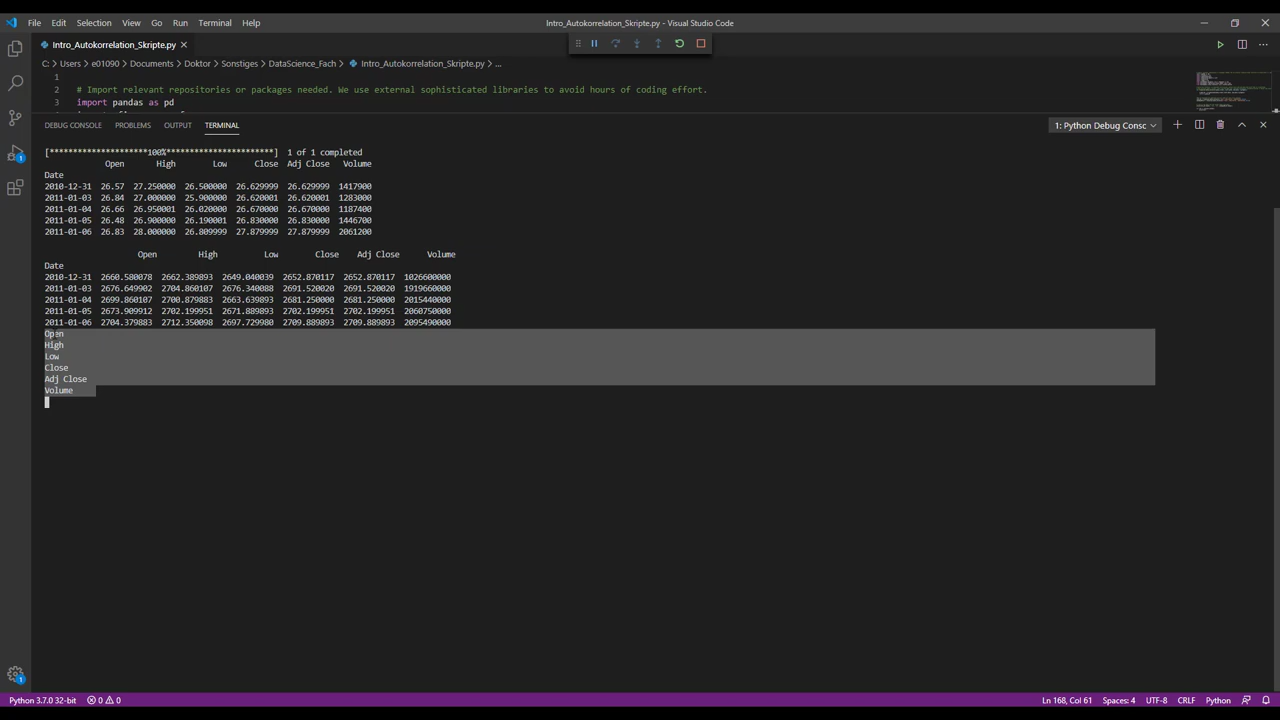 File Edit Selection View Go Run Terminal Help Intro_Autokorrelation_Skripte.py - Visual Studio Code
Intro_Autokorrelation_Skripte.py
C: > Users > e01090 > Documents > Doktor > Sonstiges > DataScience_Fach > Intro_Autokorrelation_Skripte.py > ...
1
2 # Import relevant repositories or packages needed. We use external sophisticated libraries to avoid hours of coding effort.
3 import pandas as pd
DEBUG CONSOLE PROBLEMS OUTPUT TERMINAL 1: Python Debug Consc
[*********************100%***********************] 1 of 1 completed
Open High Low Close Adj Close Volume
Date
2010-12-31 26.57 27.250000 26.500000 26.629999 26.629999 1417900
2011-01-03 26.84 27.000000 25.900000 26.620001 26.620001 1283000
2011-01-04 26.66 26.950001 26.020000 26.670000 26.670000 1187400
2011-01-05 26.48 26.900000 26.190001 26.830000 26.830000 1446700
2011-01-06 26.83 28.000000 26.809999 27.879999 27.879999 2061200
Open High Low Close Adj Close Volume
Date
2010-12-31 2660.580078 2662.389893 2649.040039 2652.870117 2652.870117 1026600000
2011-01-03 2676.649902 2704.860107 2676.340088 2691.520020 2691.520020 1919660000
2011-01-04 2699.860107 2700.879883 2663.639893 2681.250000 2681.250000 2015440000
2011-01-05 2673.909912 2702.199951 2671.889893 2702.199951 2702.199951 2060750000
2011-01-06 2704.379883 2712.350098 2697.729980 2709.889893 2709.889893 2095490000
Open
High
Low
Close
Adj Close
Volume
Python 3.7.0 32-bit 0 0 Ln 168, Col 61 Spaces: 4 UTF-8 CRLF Python